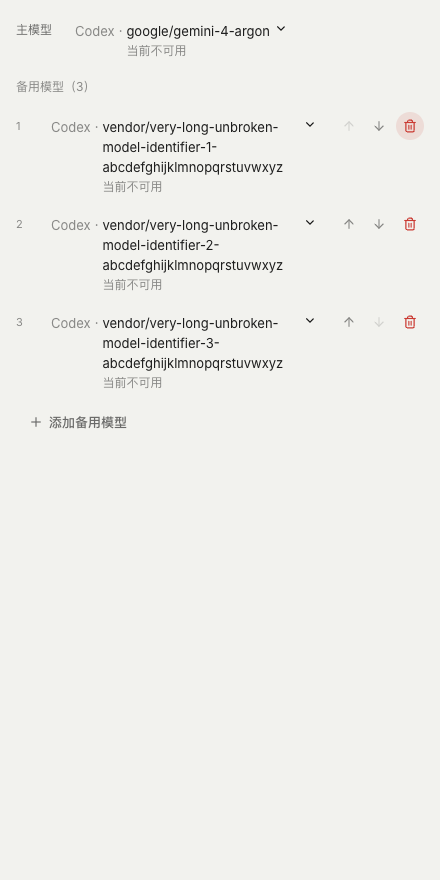 主模型 Codex · google/gemini-4-argon
当前不可用
备用模型（3）
1 Codex · vendor/very-long-unbroken-
model-identifier-1-
abcdefghijklmnopqrstuvwxyz
当前不可用
2 Codex · vendor/very-long-unbroken-
model-identifier-2-
abcdefghijklmnopqrstuvwxyz
当前不可用
3 Codex · vendor/very-long-unbroken-
model-identifier-3-
abcdefghijklmnopqrstuvwxyz
当前不可用
添加备用模型